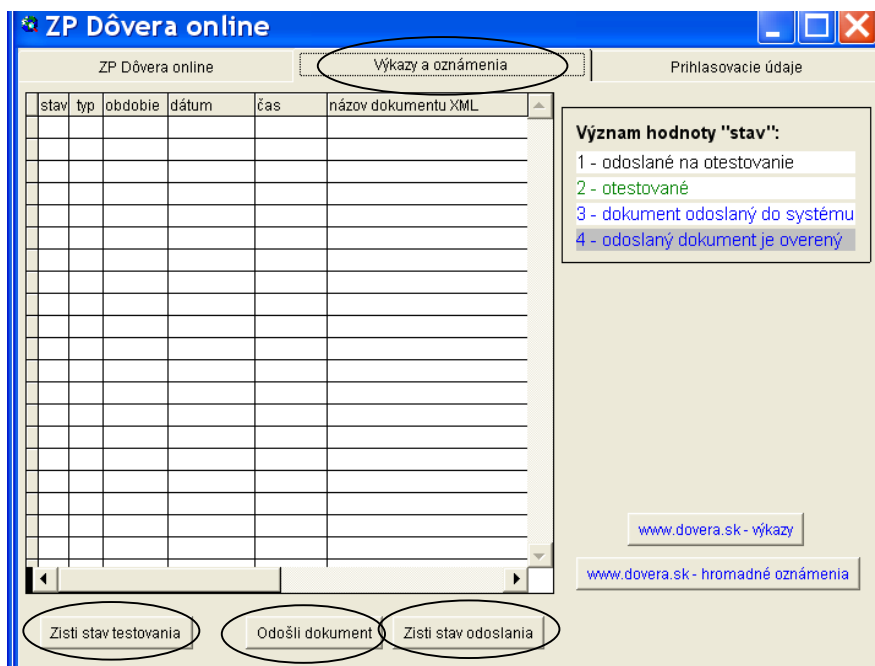 ZP Dôvera online
ZP Dôvera online
Výkazy a oznámenia
Prihlasovacie údaje
stav typ obdobie dátum čas názov dokumentu XML
Význam hodnoty "stav":
1 - odoslané na otestovanie
2 - otestované
3 - dokument odoslaný do systému
4 - odoslaný dokument je overený
www.dovera.sk - výkazy
www.dovera.sk - hromadné oznámenia
Zisti stav testovania
Odošli dokument
Zisti stav odoslania